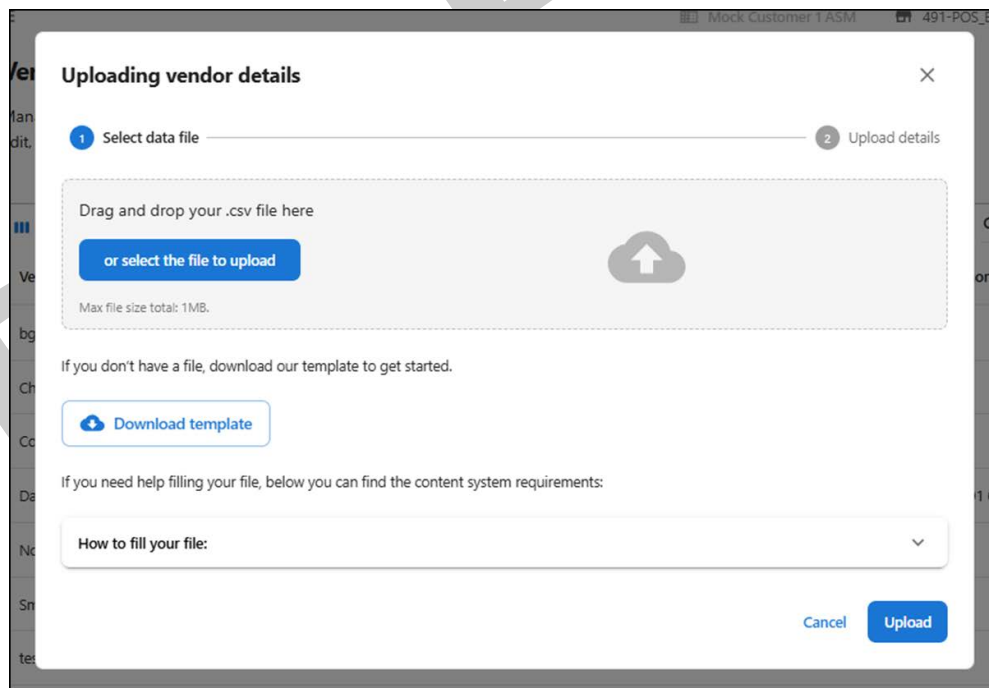 Mock Customer 1 ASM
Uploading vendor details
1 Select data file
2 Upload details
Drag and drop your .csv file here
or select the file to upload
Max file size total: 1MB.
If you don't have a file, download our template to get started.
Download template
If you need help filling your file, below you can find the content system requirements:
How to fill your file:
Cancel
Upload